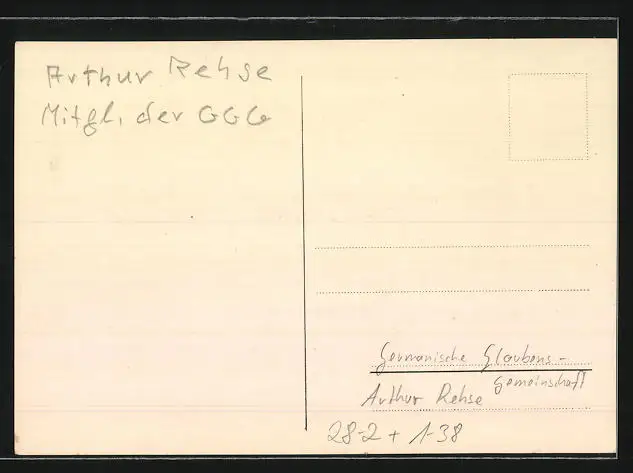 Arthur Rehse
Mitgl. der GGG
Germanische Glaubens-
gemeinschaft
Arthur Rehse
28-2 + 1-38